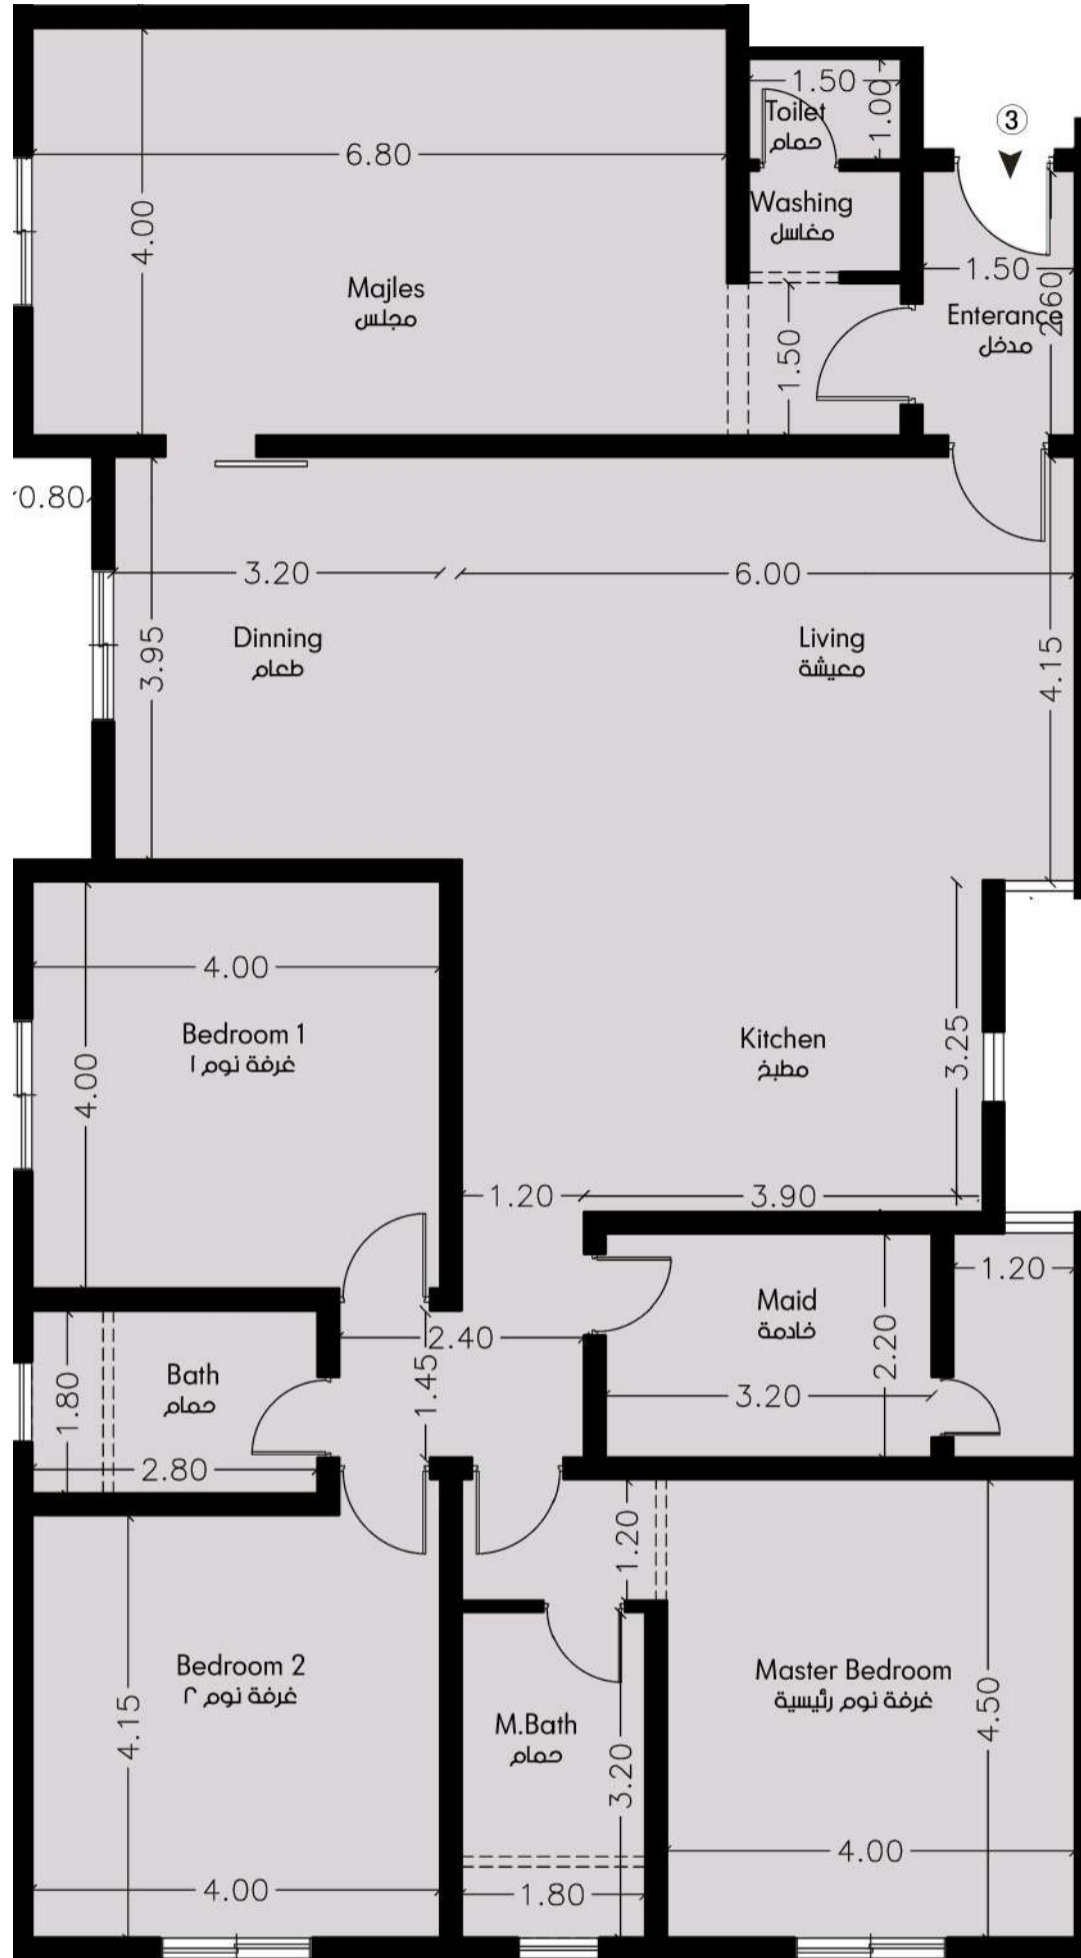 1.50
1.00
Toilet
حمام
3
6.80
4.00
Washing
مغاسل
1.50
2.60
Majles
مجلس
1.50
Enterance
مدخل
0.80
3.20
6.00
3.95
Dinning
طعام
Living
معيشة
4.15
4.00
Bedroom 1
غرفة نوم ١
4.00
Kitchen
مطبخ
3.25
1.20
3.90
1.20
Maid
خادمة
2.40
1.45
2.20
3.20
Bath
حمام
1.80
2.80
1.20
Bedroom 2
غرفة نوم ٢
4.15
4.00
M.Bath
حمام
3.20
1.80
Master Bedroom
غرفة نوم رئيسية
4.50
4.00